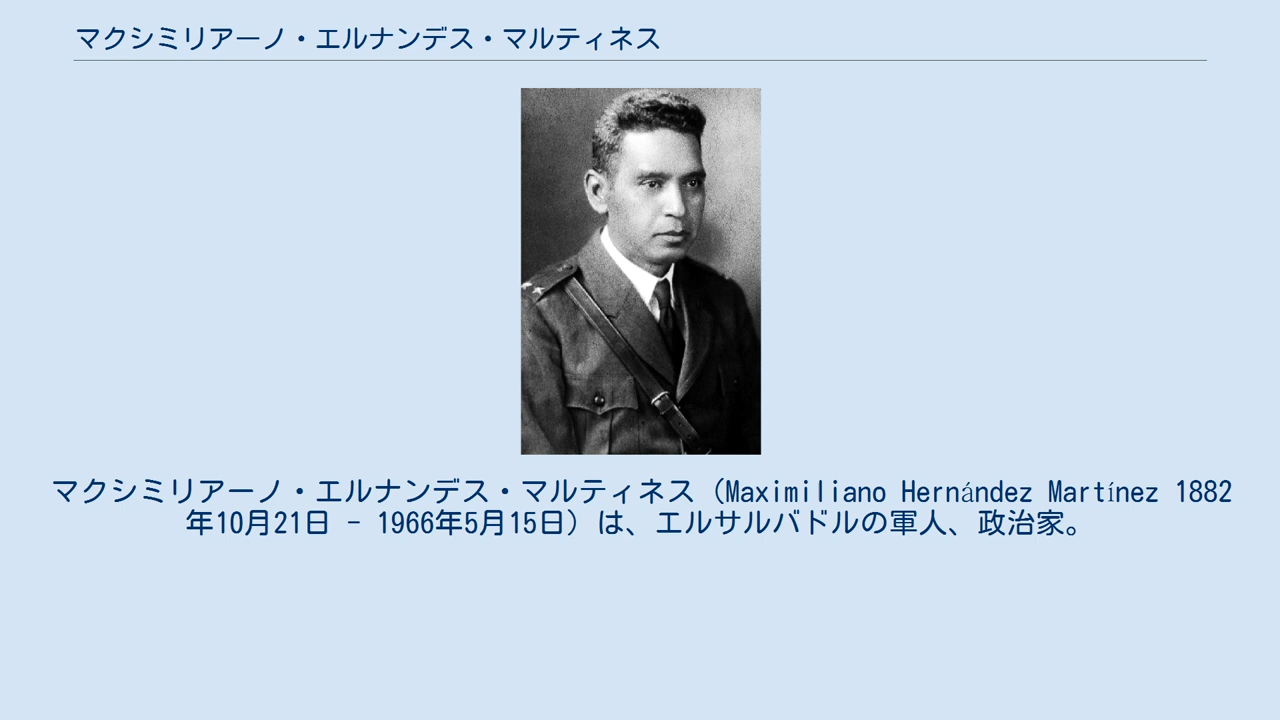 マクシミリアーノ・エルナンデス・マルティネス
マクシミリアーノ・エルナンデス・マルティネス（Maximiliano Hernández Martínez 1882
年10月21日 - 1966年5月15日）は、エルサルバドルの軍人、政治家。